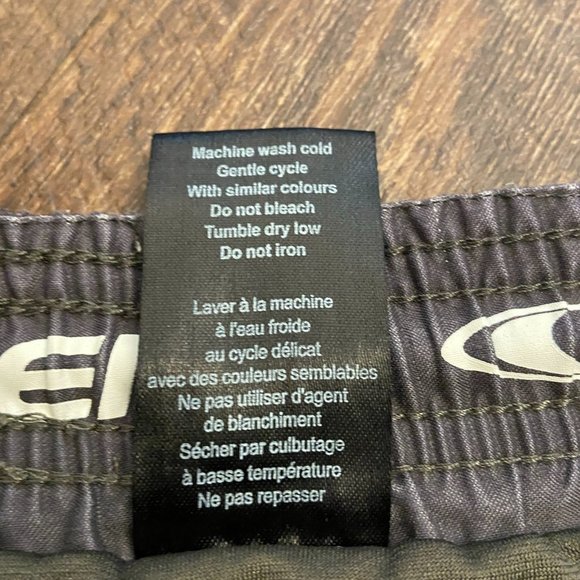 Machine wash cold
Gentle cycle
With similar colours
Do not bleach
Tumble dry low
Do not iron
Laver à la machine
à l'eau froide
au cycle délicat
avec des couleurs semblables
Ne pas utiliser d'agent
de blanchiment
Sécher par culbutage
à basse température
Ne pas repasser